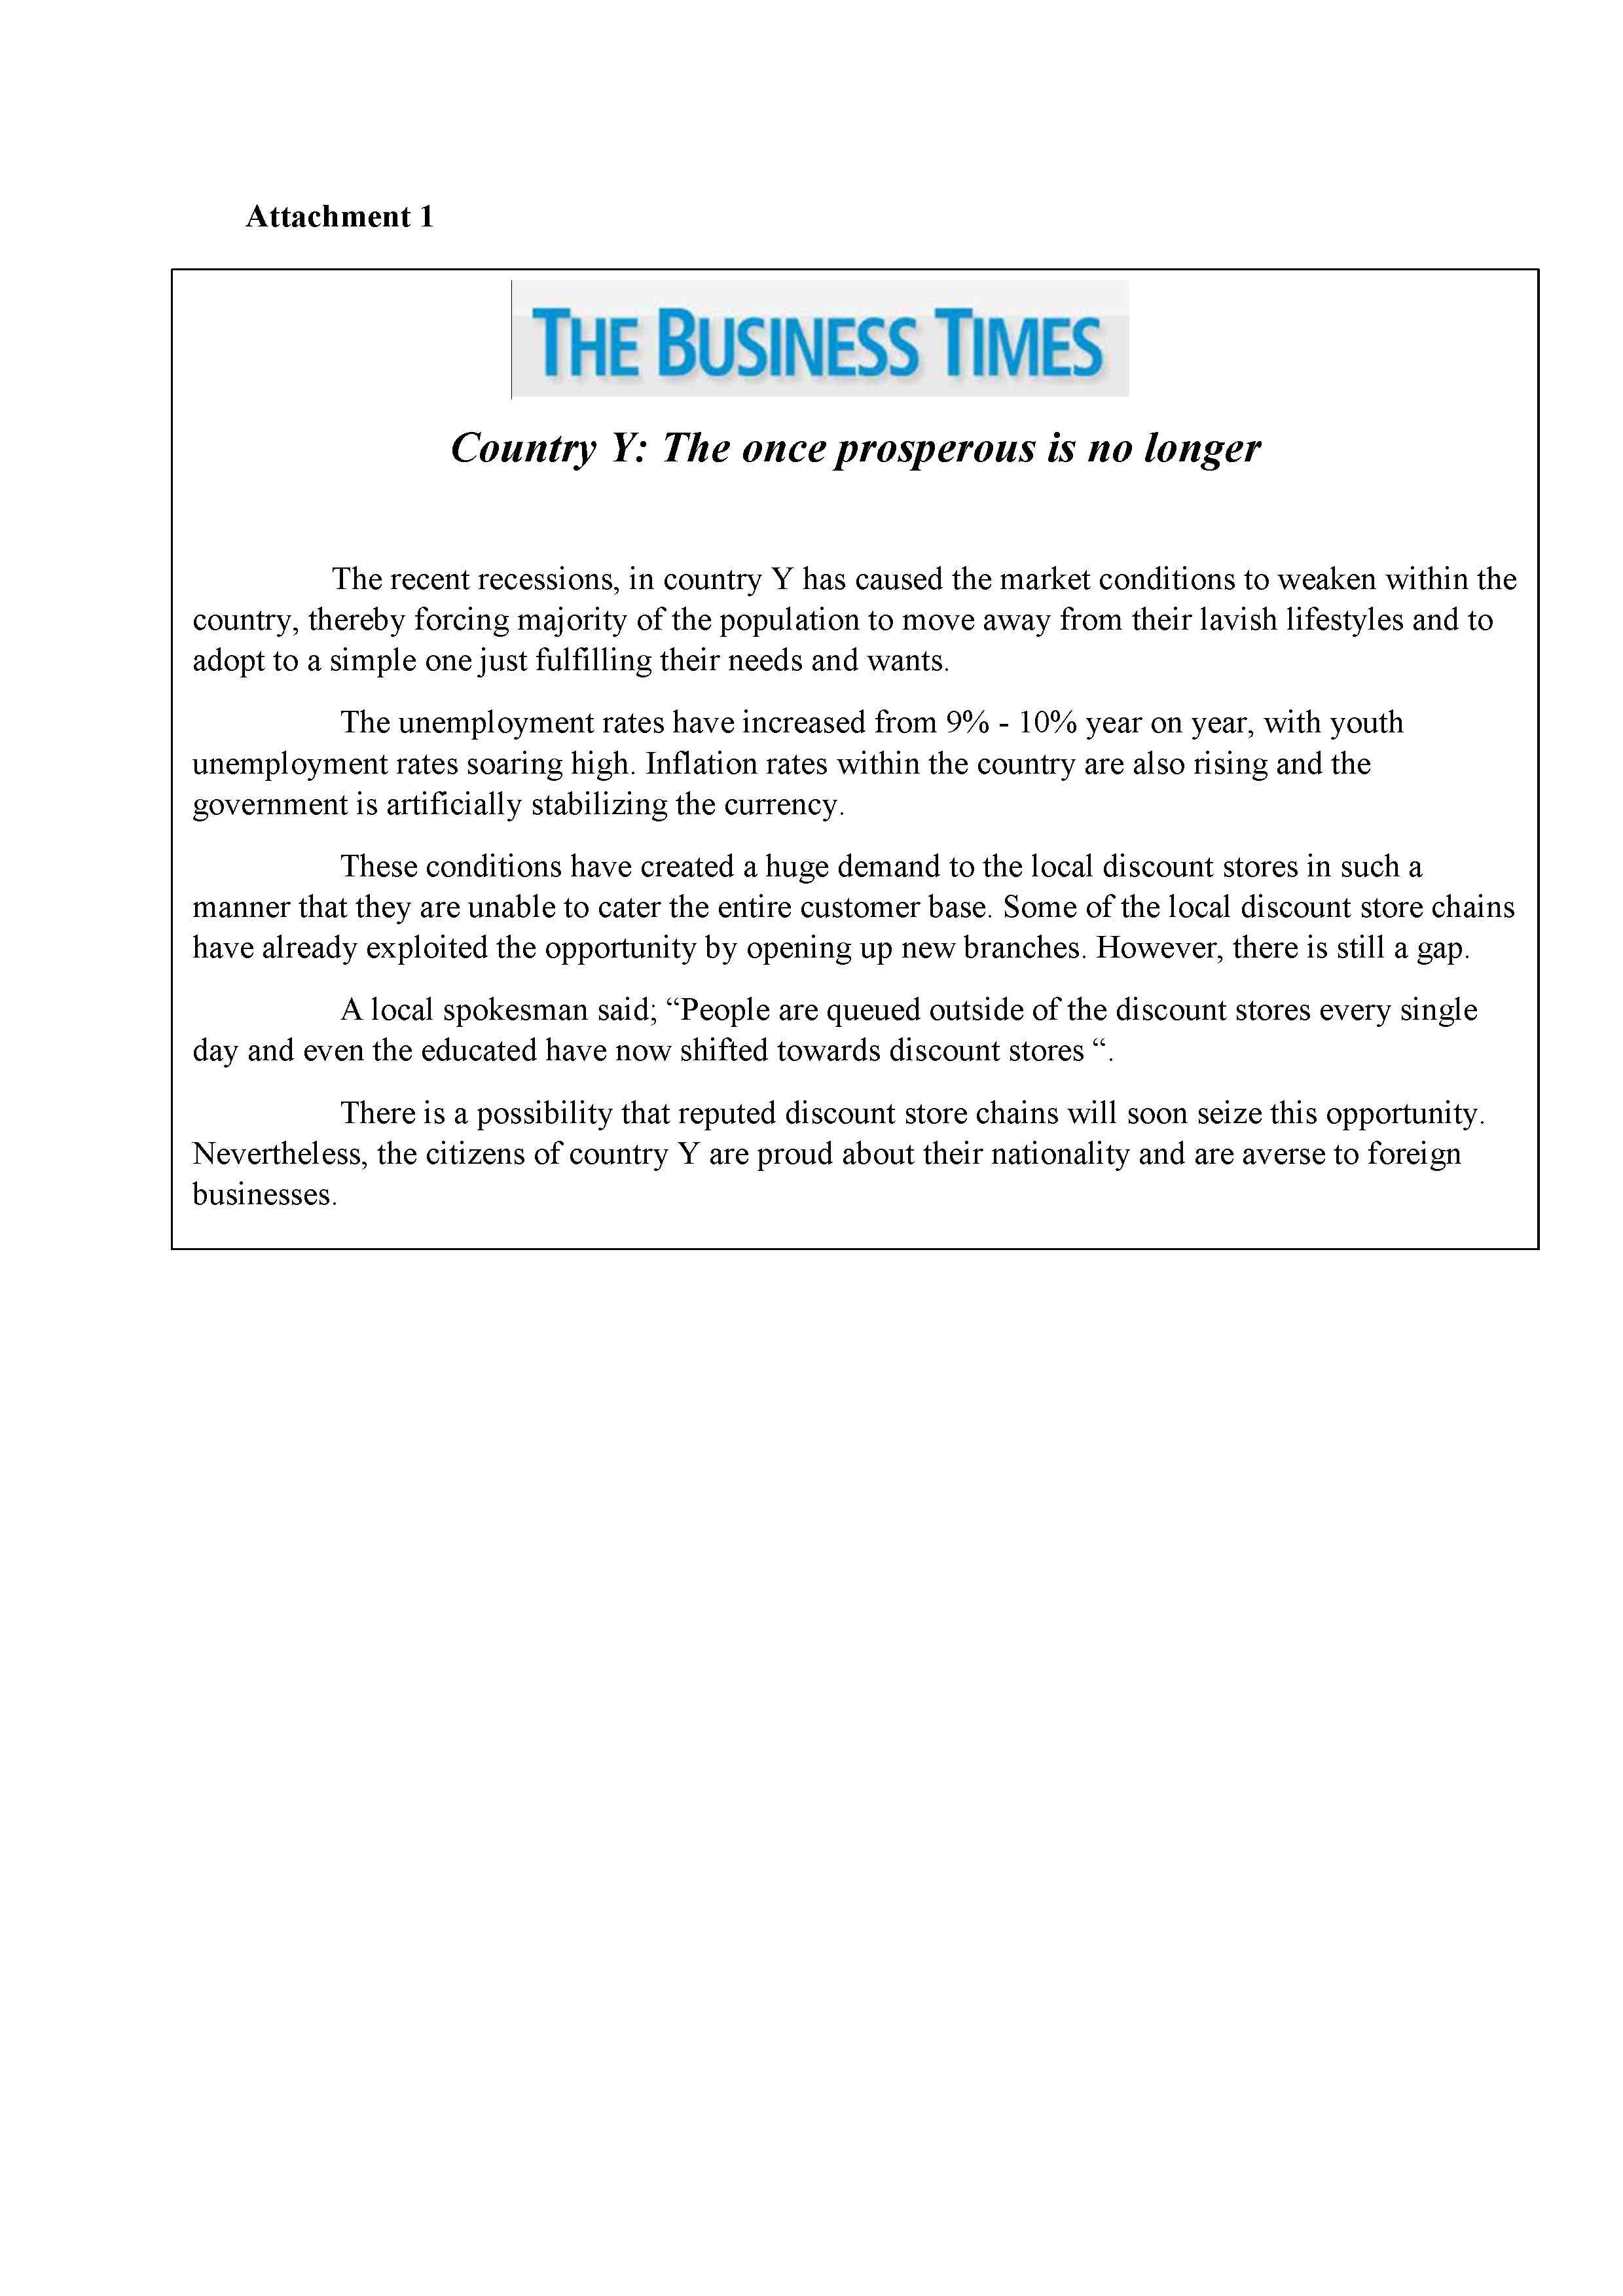 Attachment 1
THE BUSINESS TIMES
Country Y: The once prosperous is no longer
The recent recessions, in country Y has caused the market conditions to weaken within the
country, thereby forcing majority of the population to move away from their lavish lifestyles and to
adopt to a simple one just fulfilling their needs and wants.
The unemployment rates have increased from 9% - 10% year on year, with youth
unemployment rates soaring high. Inflation rates within the country are also rising and the
government is artificially stabilizing the currency.
These conditions have created a huge demand to the local discount stores in such a
manner that they are unable to cater the entire customer base. Some of the local discount store chains
have already exploited the opportunity by opening up new branches. However, there is still a gap.
A local spokesman said; “People are queued outside of the discount stores every single
day and even the educated have now shifted towards discount stores “.
There is a possibility that reputed discount store chains will soon seize this opportunity.
Nevertheless, the citizens of country Y are proud about their nationality and are averse to foreign
businesses.